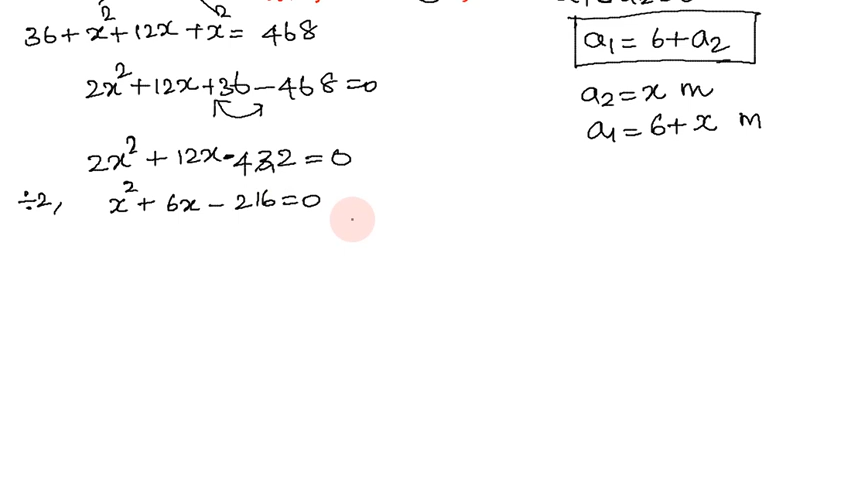 36 + x² + 12x + x² = 468
2x² + 12x + 36 - 468 = 0
2x² + 12x - 432 = 0
÷2, x² + 6x - 216 = 0
a₁ = 6 + a₂
a₂ = x m
a₁ = 6 + x m